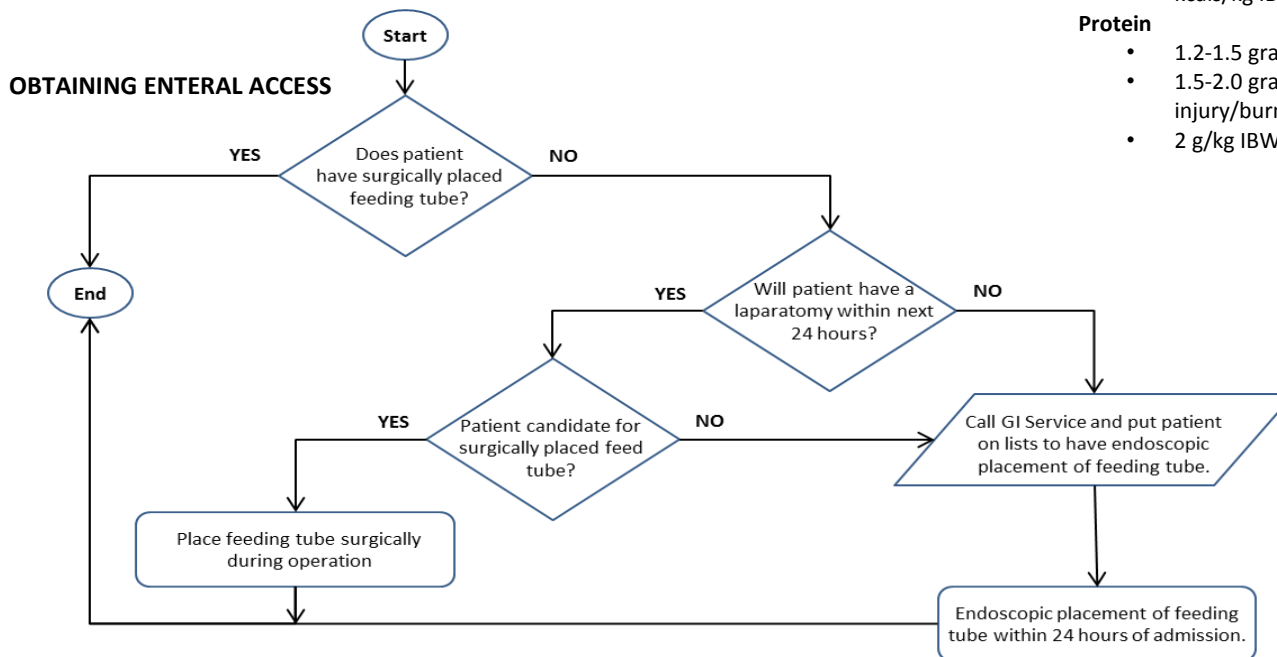 Start
OBTAINING ENTERAL ACCESS
YES
Does patient
have surgically placed
feeding tube?
NO
End
YES
Will patient have a
laparatomy within next
24 hours?
NO
YES
Patient candidate for
surgically placed feed
tube?
NO
Call GI Service and put patient
on lists to have endoscopic
placement of feeding tube.
Place feeding tube surgically
during operation
Endoscopic placement of feeding
tube within 24 hours of admission.
Protein
• 1.2-1.5
• 1.5-2.0
• 2 g/kg IBW